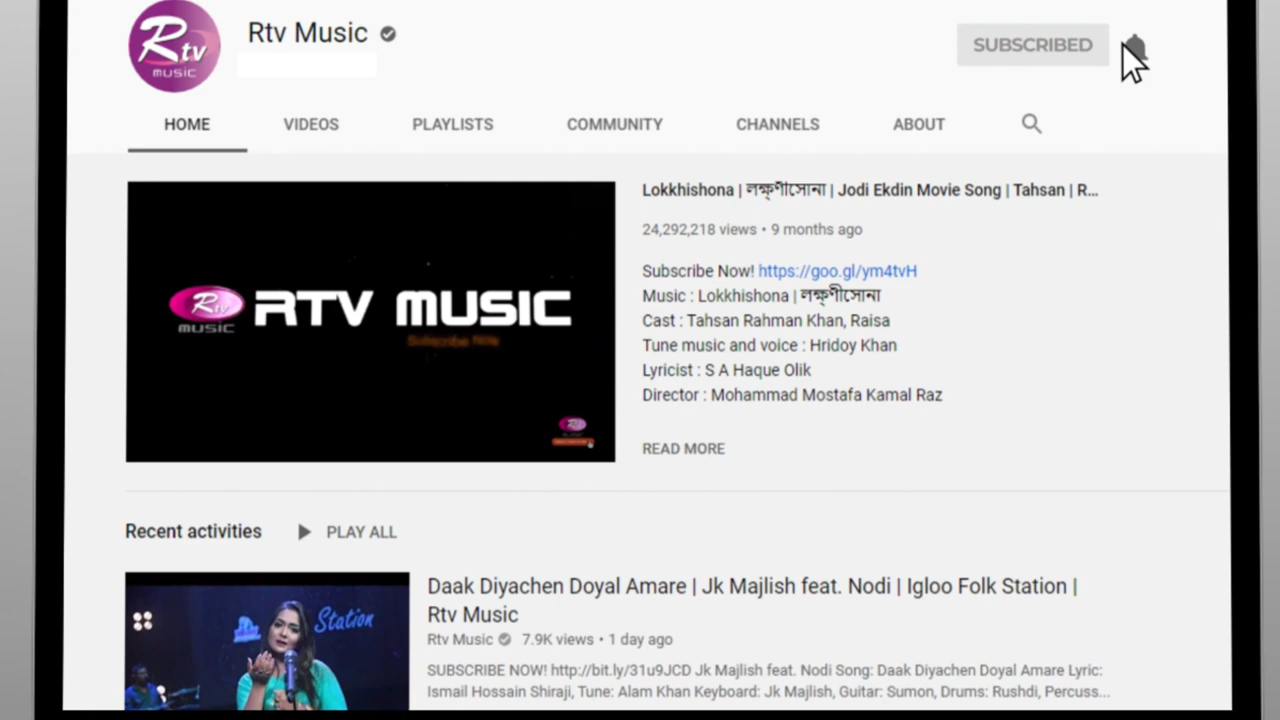 Rtv
MUSIC
Rtv Music
SUBSCRIBED
HOME
VIDEOS
PLAYLISTS
COMMUNITY
CHANNELS
ABOUT
Rtv
MUSIC
RTV MUSIC
Subscribe Now
Rtv
Lokkhishona | লক্ষ্ণীসোনা | Jodi Ekdin Movie Song | Tahsan | R...
24,292,218 views • 9 months ago
Subscribe Now! https://goo.gl/ym4tvH
Music : Lokkhishona | লক্ষ্ণীসোনা
Cast : Tahsan Rahman Khan, Raisa
Tune music and voice : Hridoy Khan
Lyricist : S A Haque Olik
Director : Mohammad Mostafa Kamal Raz
READ MORE
Recent activities
PLAY ALL
Station
Daak Diyachen Doyal Amare | Jk Majlish feat. Nodi | Igloo Folk Station |
Rtv Music
Rtv Music 7.9K views • 1 day ago
SUBSCRIBE NOW! http://bit.ly/31u9JCD Jk Majlish feat. Nodi Song: Daak Diyachen Doyal Amare Lyric:
Ismail Hossain Shiraji, Tune: Alam Khan Keyboard: Jk Majlish, Guitar: Sumon, Drums: Rushdi, Percuss...